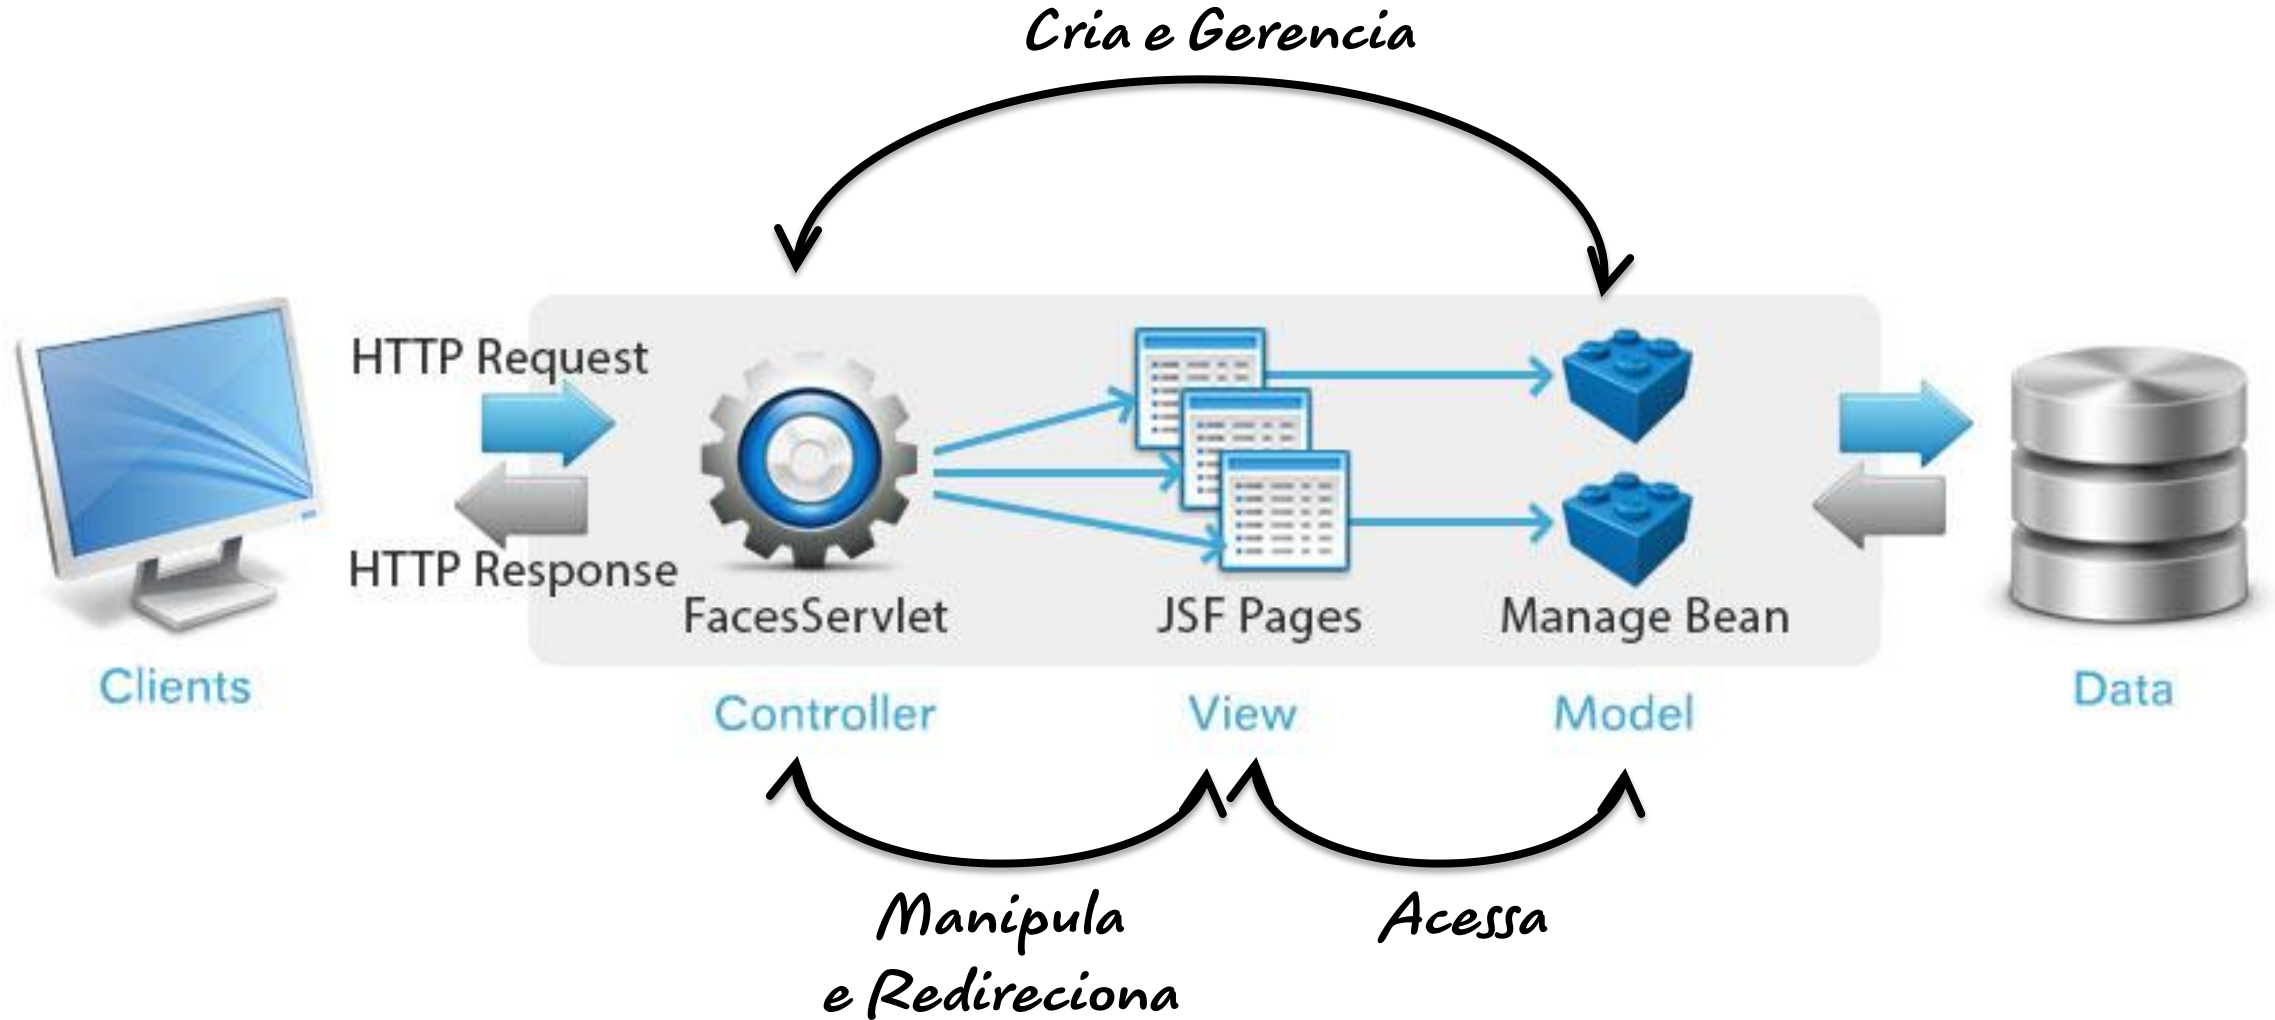 Cria e Gerencia
HTTP Request
HTTP Response
FacesServlet
JSF Pages
Manage Bean
Clients
Controller
View
Model
Data
Manipula
e Redireciona
Acessa